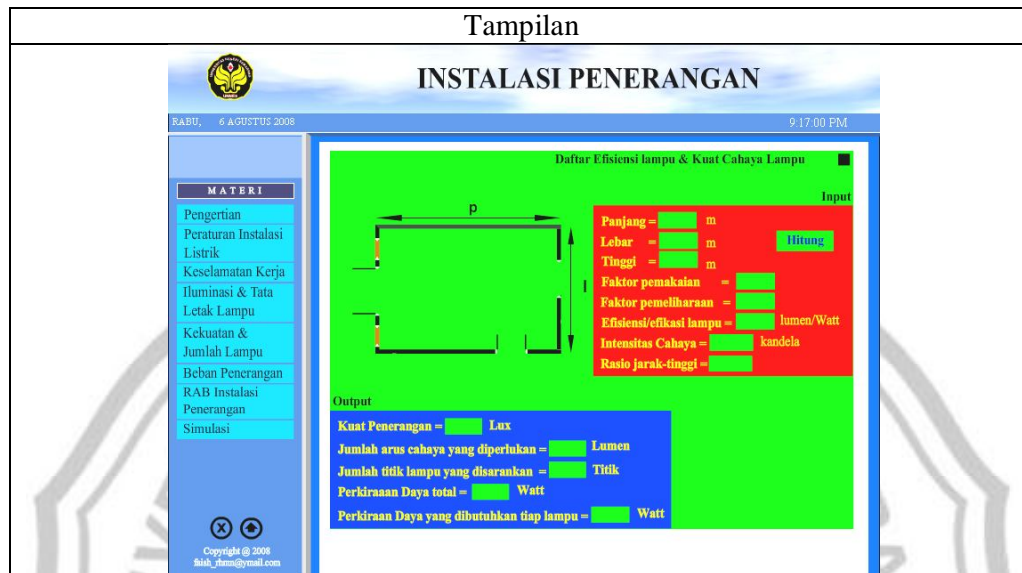 Tampilan
INSTALASI PENERANGAN
RABU, 6 AGUSTUS 2008
9:17:00 PM
MATERI
Pengertian
Peraturan Instalasi
Listrik
Keselamatan Kerja
Iluminasi & Tata
Letak Lampu
Kekuatan &
Jumlah Lampu
Beban Penerangan
RAB Instalasi
Penerangan
Simulasi
Copyright @ 2008
faish_rhmn@ymail.com
Daftar Efisiensi lampu & Kuat Cahaya Lampu
p
l
Input
Panjang = m
Lebar = m
Hitung
Tinggi = m
Faktor pemakaian =
Faktor pemeliharaan =
Efisiensi/efikasi lampu = lumen/Watt
Intensitas Cahaya = kandela
Rasio jarak-tinggi =
Output
Kuat Penerangan = Lux
Jumlah arus cahaya yang diperlukan = Lumen
Jumlah titik lampu yang disarankan = Titik
Perkiraaan Daya total = Watt
Perkiraan Daya yang dibutuhkan tiap lampu = Watt